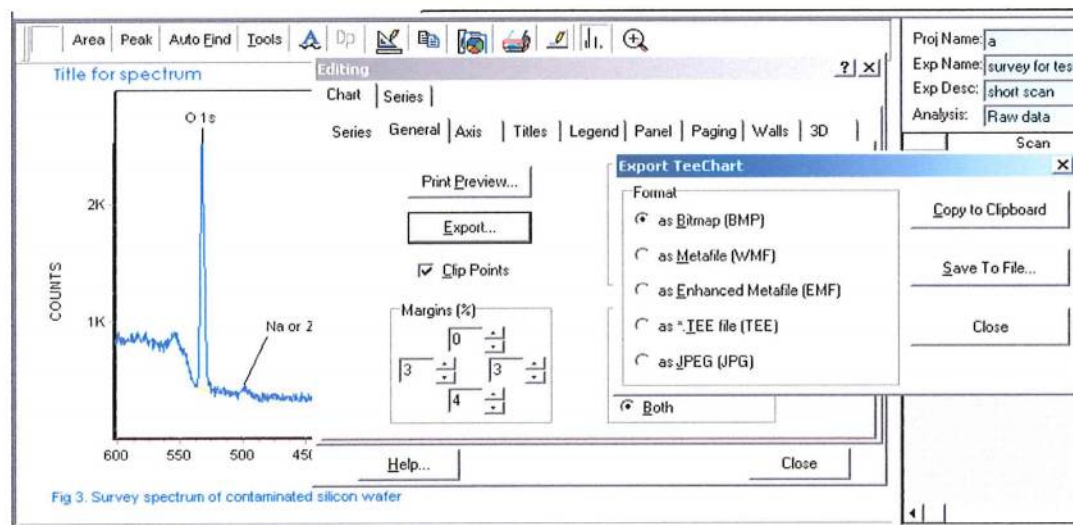 Area Peak Auto Find Tools A Dp
Title for spectrum
O 1s
2K
1K
COUNTS
Na or 2
600 550 500 450
Fig 3. Survey spectrum of contaminated silicon wafer
Editing ? X
Chart Series
Series General Axis Titles Legend Panel Paging Walls 3D
Print Preview...
Export...
Clip Points
Margins (%)
0
3 3
4
Both
Help... Close
Export TeeChart X
Format
as Bitmap (BMP)
as Metafile (WMF)
as Enhanced Metafile (EMF)
as *.TEE file (TEE)
as JPEG (JPG)
Copy to Clipboard
Save To File...
Close
Proj Name: a
Exp Name: survey for tes
Exp Desc: short scan
Analysis: Raw data
Scan